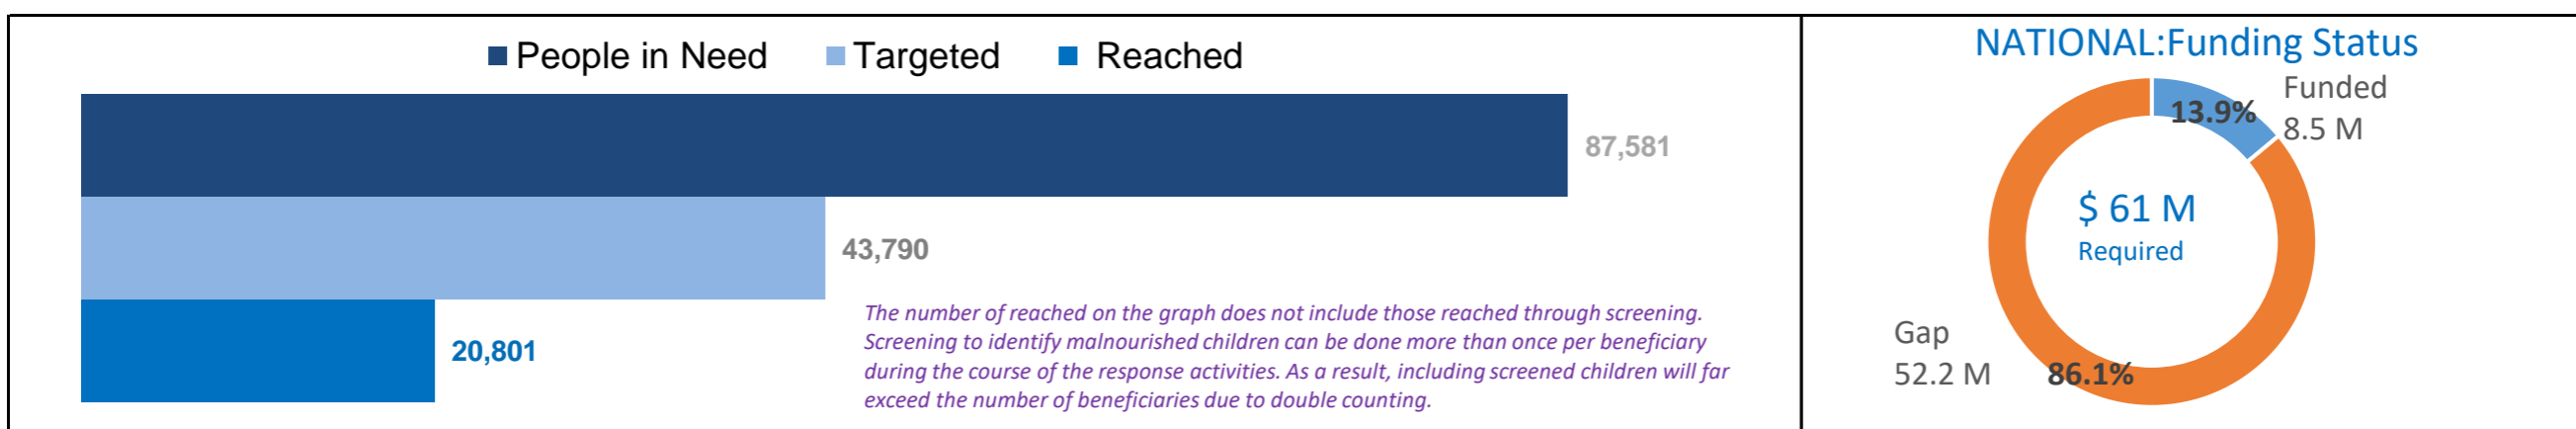 People in Need Targeted Reached
87,581
43,790
20,801
The number of reached on the graph does not include those reached through screening.
Screening to identify malnourished children can be done more than once per beneficiary
during the course of the response activities. As a result, including screened children will far
exceed the number of beneficiaries due to double counting.
NATIONAL:Funding Status
Funded
8.5 M
13.9%
$ 61 M
Required
Gap
52.2 M
86.1%